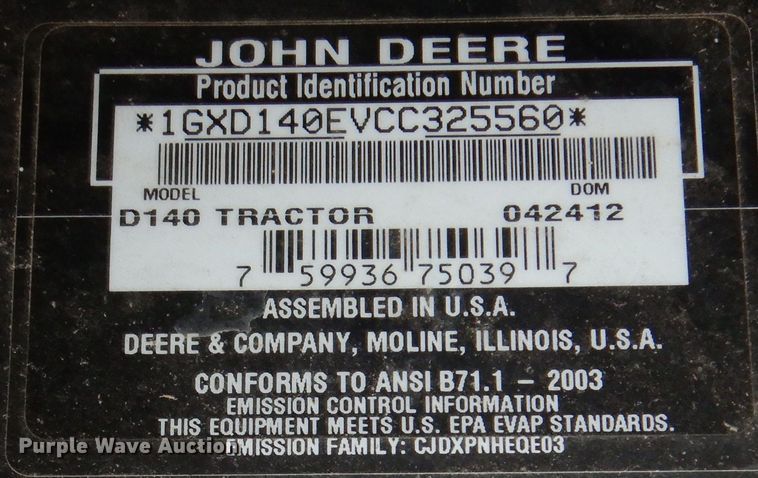 JOHN DEERE
Product Identification Number
*1GXD140EVCC325560*
MODEL DOM
D140 TRACTOR 042412
7 59936 75039 7
ASSEMBLED IN U.S.A.
DEERE & COMPANY, MOLINE, ILLINOIS, U.S.A.
CONFORMS TO ANSI B71.1 – 2003
EMISSION CONTROL INFORMATION
THIS EQUIPMENT MEETS U.S. EPA EVAP STANDARDS.
EMISSION FAMILY: CJDXPNHEQE03
Purple Wave Auction